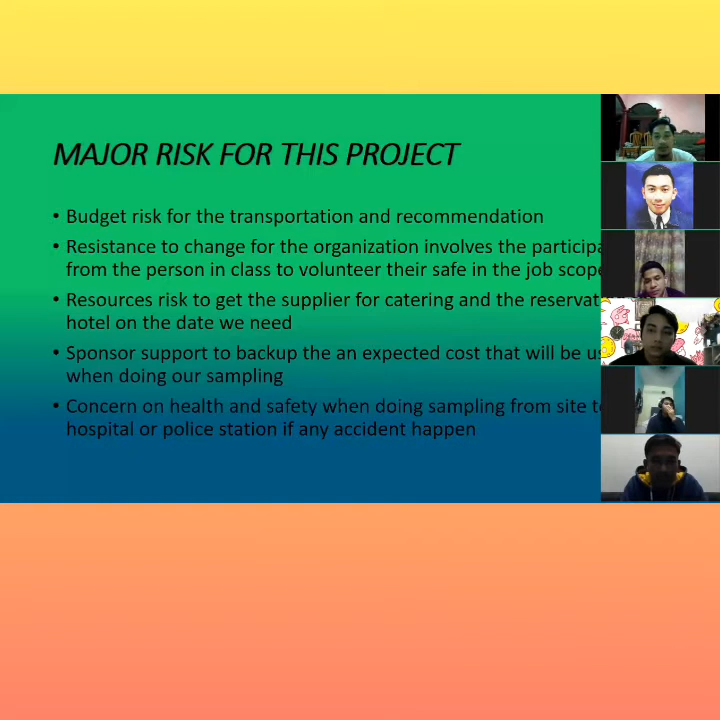 MAJOR RISK FOR THIS PROJECT
• Budget risk for the transportation and recommendation
• Resistance to change for the organization involves the
from the person in class to volunteer their safe in the job scope
• Resources risk to get the supplier for catering and the
hotel on the date we need
• Sponsor support to backup the an expected cost that will be
when doing our sampling
• Concern on health and safety when doing sampling from site
hospital or police station if any accident happen